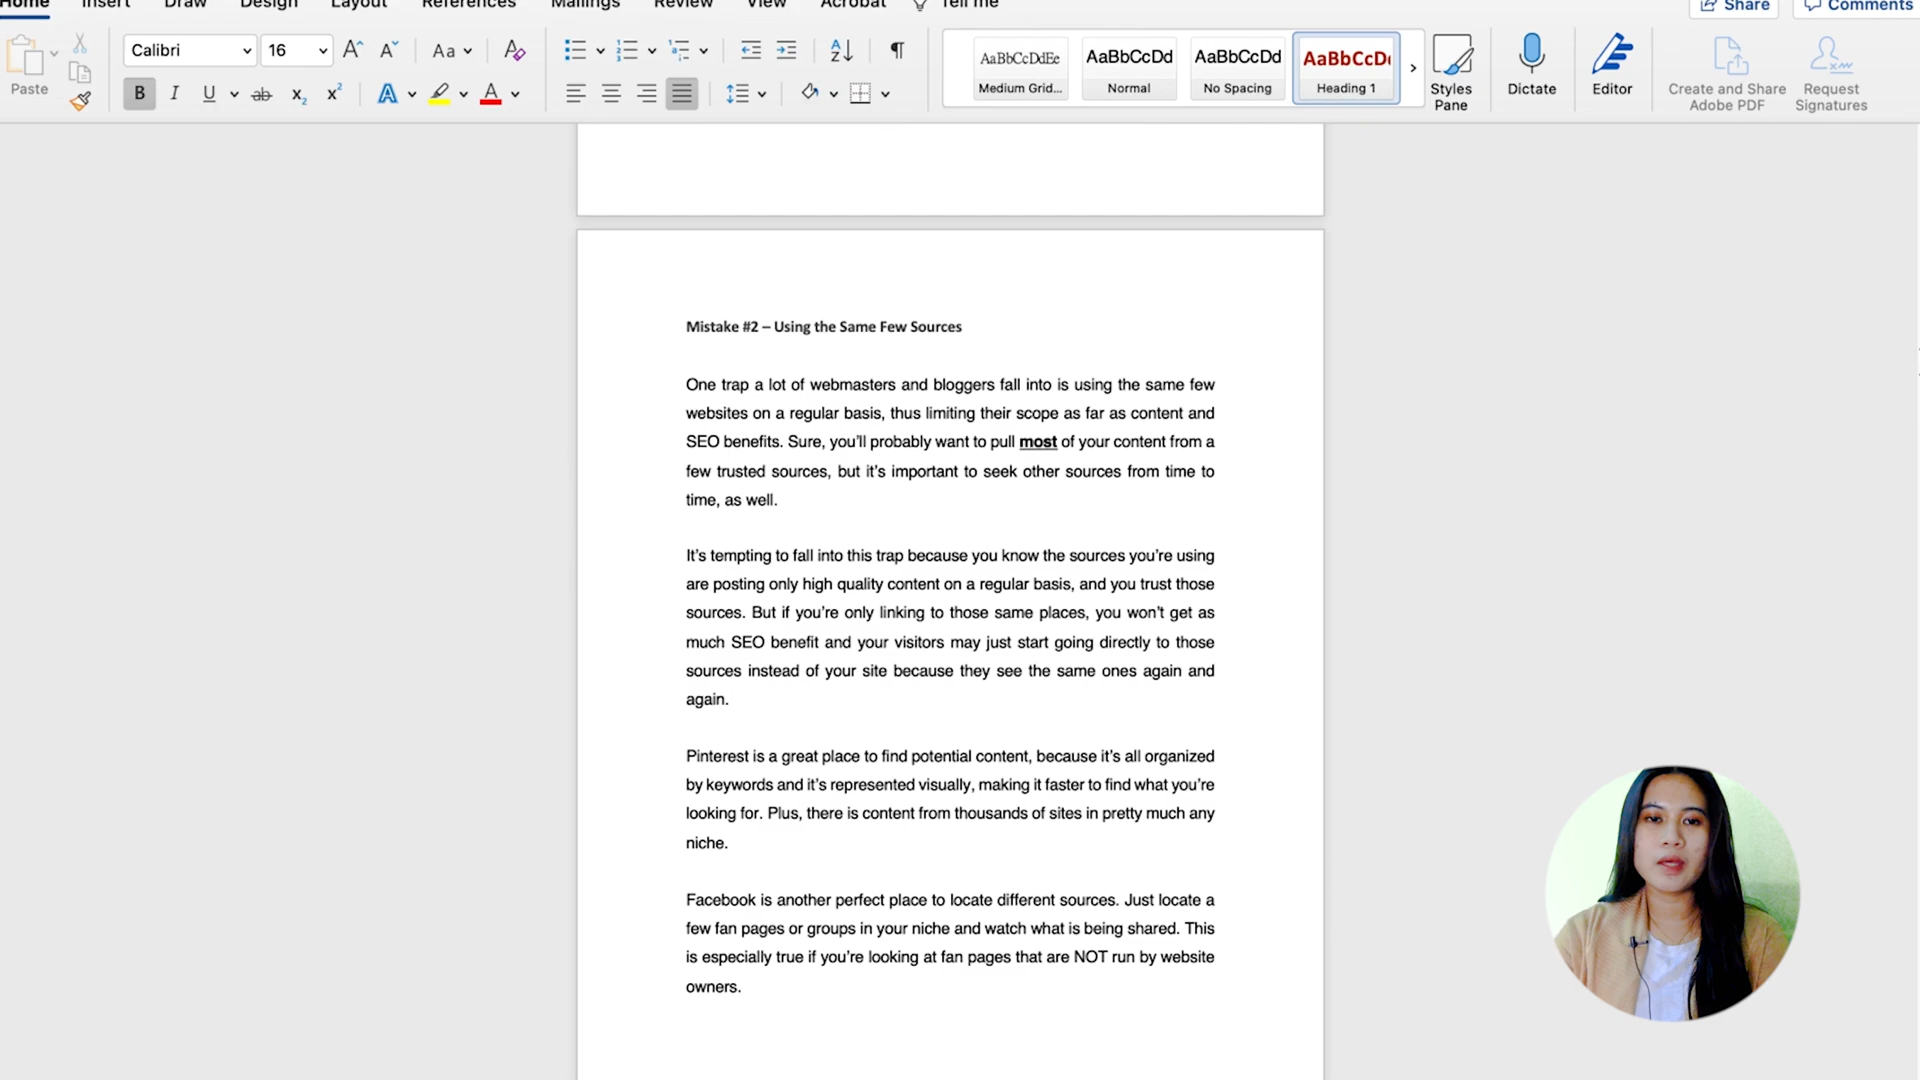 Home Insert Draw Design Layout References Mailings Review View Acrobat Tell me Share Comments
Paste
Calibri 16 Aa
AaBbCcDdEe AaBbCcDd AaBbCcDd AaBbCcD
Medium Grid... Normal No Spacing Heading 1
Styles Pane
Dictate
Editor
Create and Share Adobe PDF
Request Signatures
Mistake #2 – Using the Same Few Sources
One trap a lot of webmasters and bloggers fall into is using the same few
websites on a regular basis, thus limiting their scope as far as content and
SEO benefits. Sure, you’ll probably want to pull most of your content from a
few trusted sources, but it’s important to seek other sources from time to
time, as well.
It’s tempting to fall into this trap because you know the sources you’re using
are posting only high quality content on a regular basis, and you trust those
sources. But if you’re only linking to those same places, you won’t get as
much SEO benefit and your visitors may just start going directly to those
sources instead of your site because they see the same ones again and
again.
Pinterest is a great place to find potential content, because it’s all organized
by keywords and it’s represented visually, making it faster to find what you’re
looking for. Plus, there is content from thousands of sites in pretty much any
niche.
Facebook is another perfect place to locate different sources. Just locate a
few fan pages or groups in your niche and watch what is being shared. This
is especially true if you’re looking at fan pages that are NOT run by website
owners.